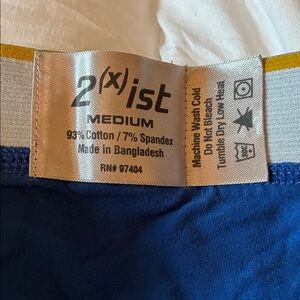 2(x)ist
MEDIUM
93% Cotton / 7% Spandex
Made in Bangladesh
RN# 97404
Machine Wash Cold
Do Not Bleach
Tumble Dry Low Heat